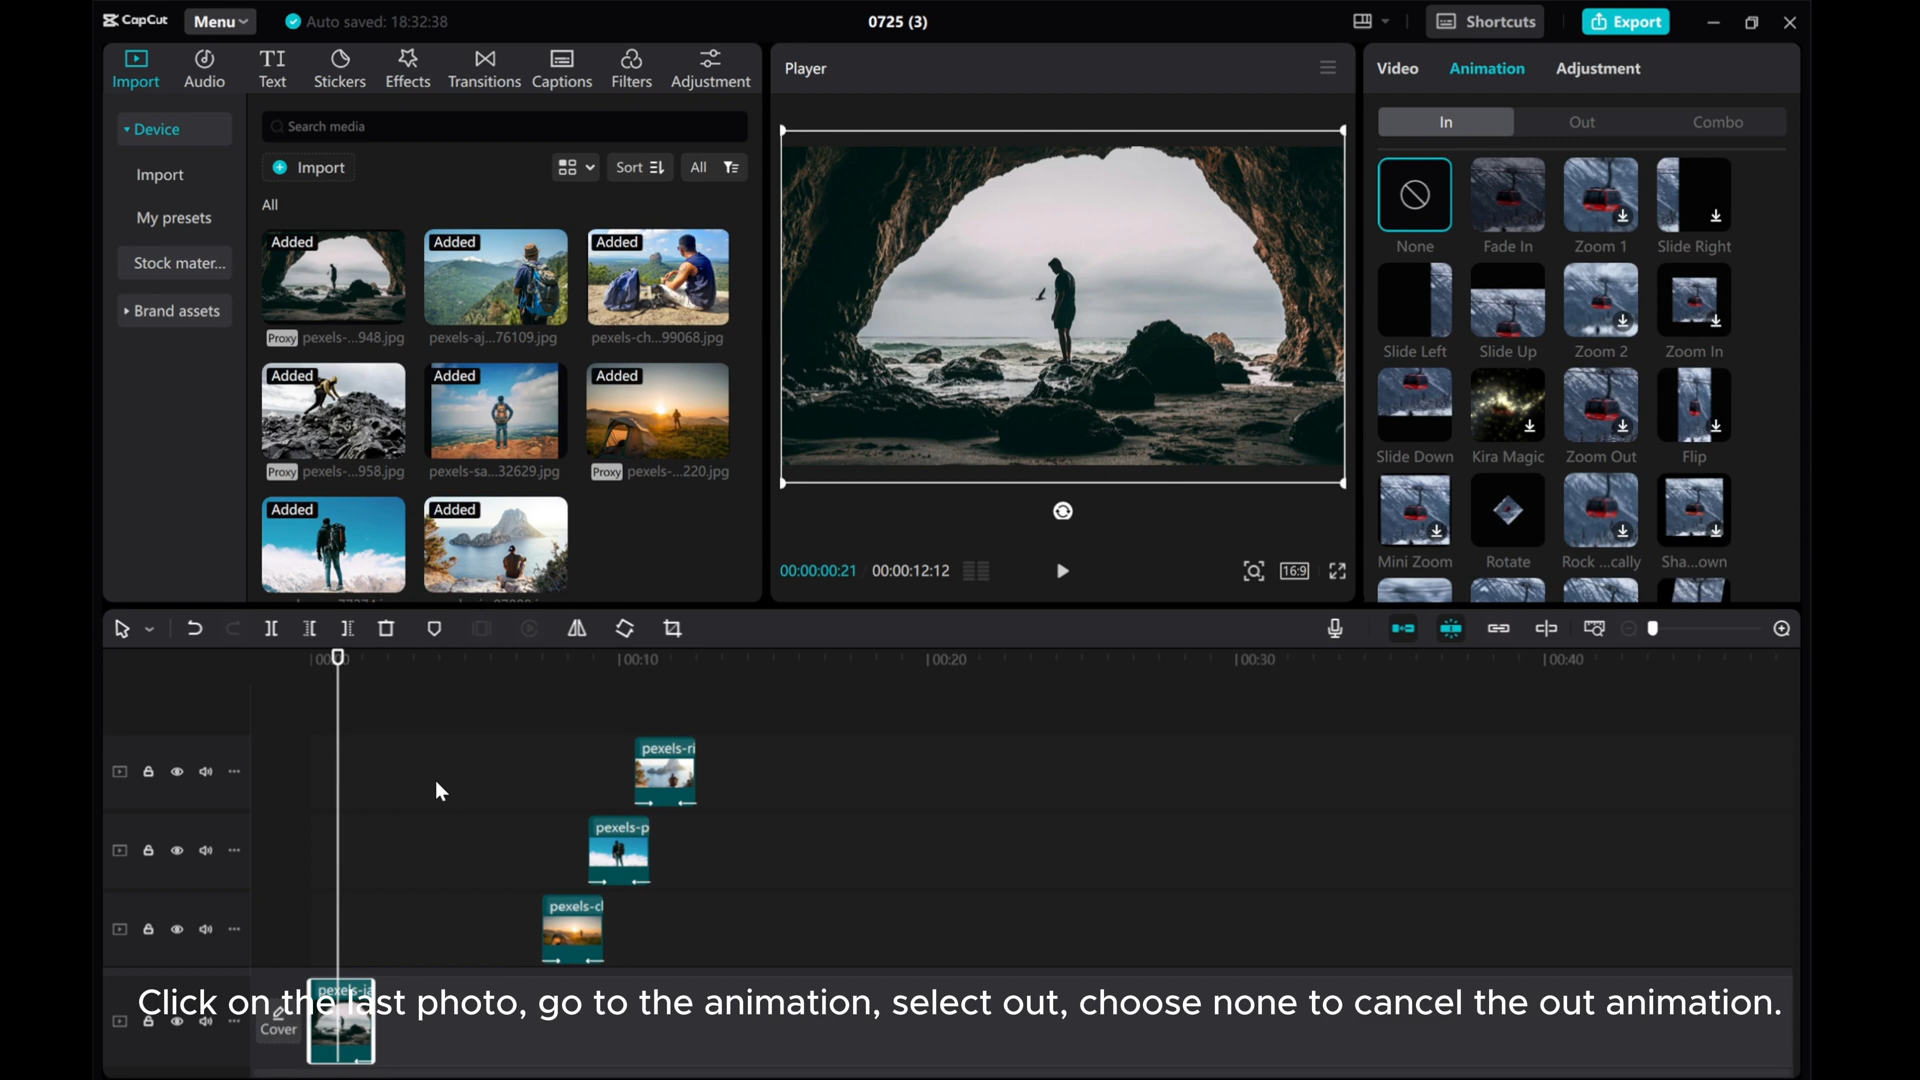 CapCut
Menu
Auto saved: 18:32:38
0725 (3)
Shortcuts
Export
Import
Audio
TI
Text
Stickers
Effects
Transitions
Captions
Filters
Adjustment
Player
Video
Animation
Adjustment
Device
Import
My presets
Stock mater...
Brand assets
Search media
Import
Sort
All
All
Added
Added
Added
Proxy pexels-...948.jpg
pexels-aj...76109.jpg
pexels-ch...99068.jpg
Added
Added
Added
Proxy pexels-...958.jpg
pexels-sa...32629.jpg
Proxy pexels-...220.jpg
Added
Added
00:00:00:21
00:00:12:12
16:9
In
Out
Combo
None
Fade In
Zoom 1
Slide Right
Slide Left
Slide Up
Zoom 2
Zoom In
Slide Down
Kira Magic
Zoom Out
Flip
Mini Zoom
Rotate
Rock ...cally
Sha...own
00:10
00:20
00:30
00:40
pexels-ri
pexels-p
pexels-cl
Click on the last photo, go to the animation, select out, choose none to cancel the out animation.
Cover